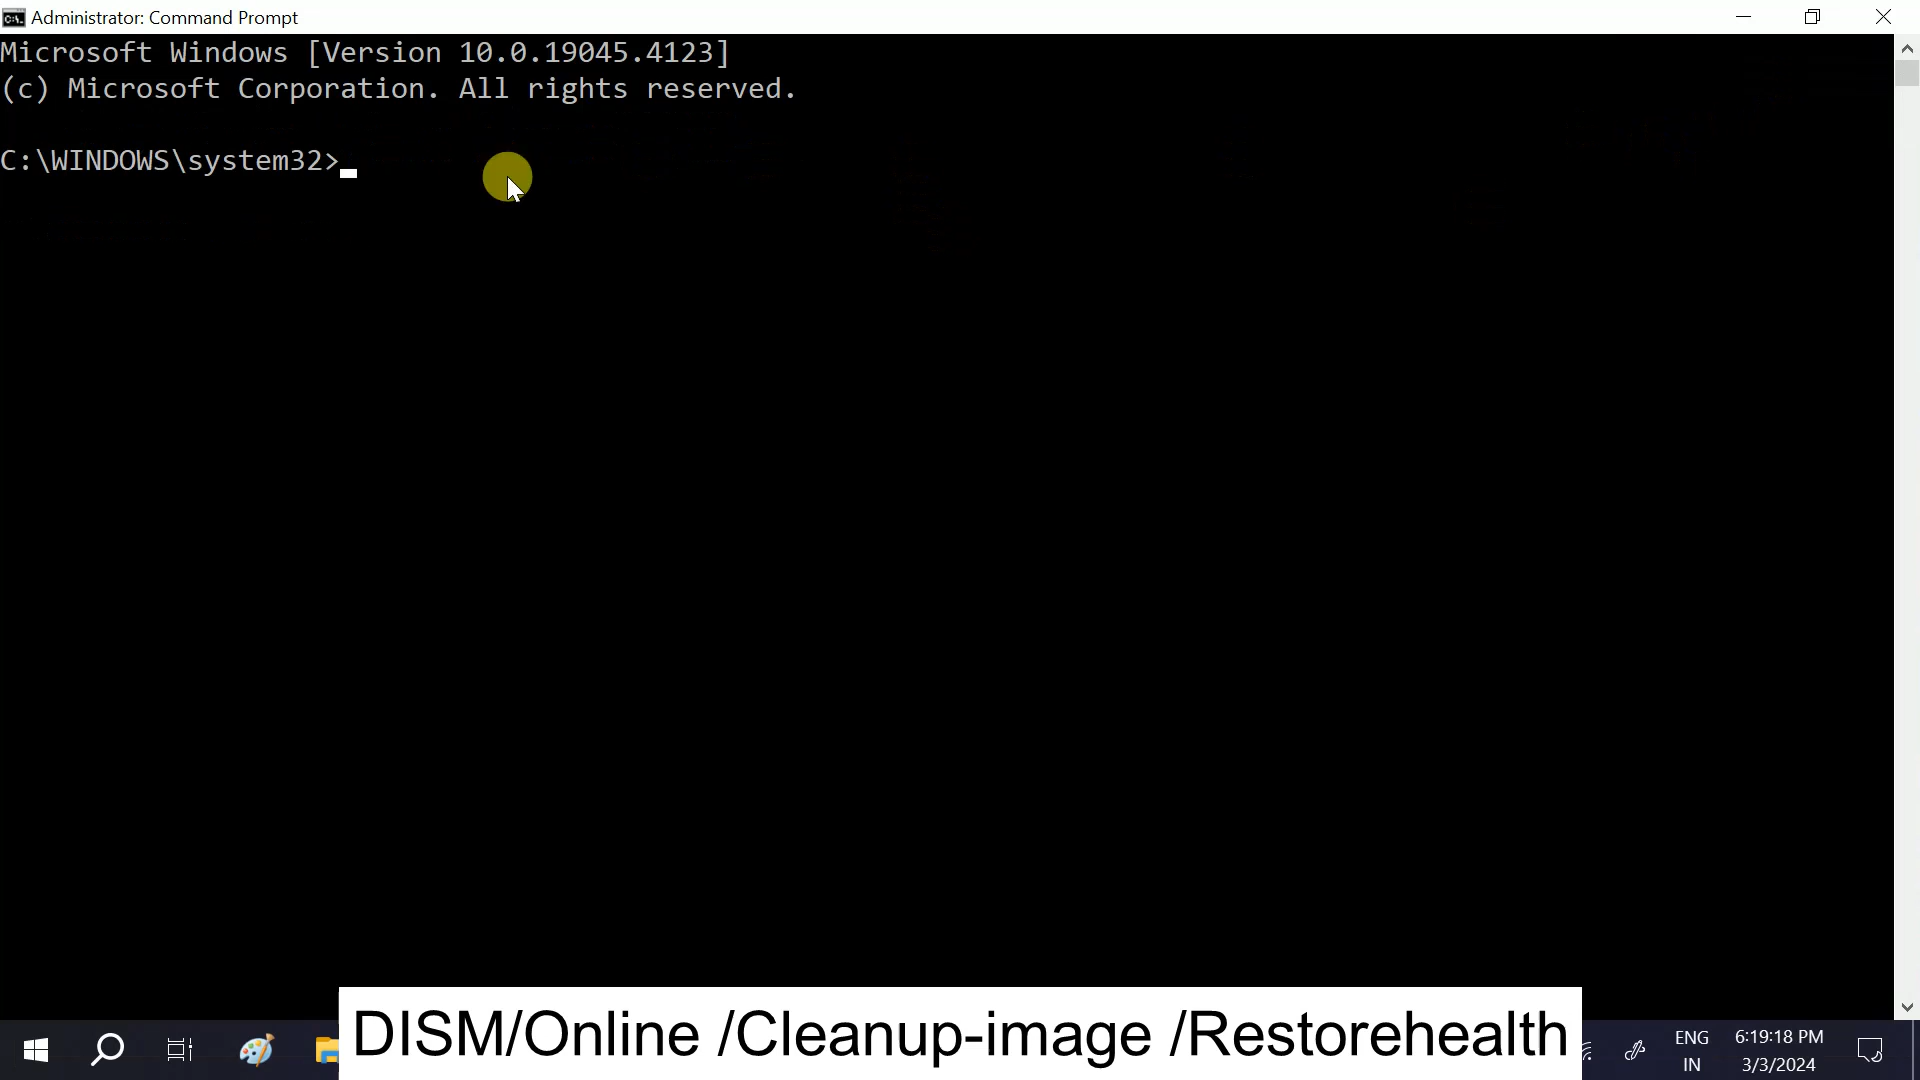 Administrator: Command Prompt
Microsoft Windows [Version 10.0.19045.4123]
(c) Microsoft Corporation. All rights reserved.
C:\WINDOWS\system32>
DISM/Online /Cleanup-image /Restorehealth
ENG 6:19:18 PM
IN 3/3/2024